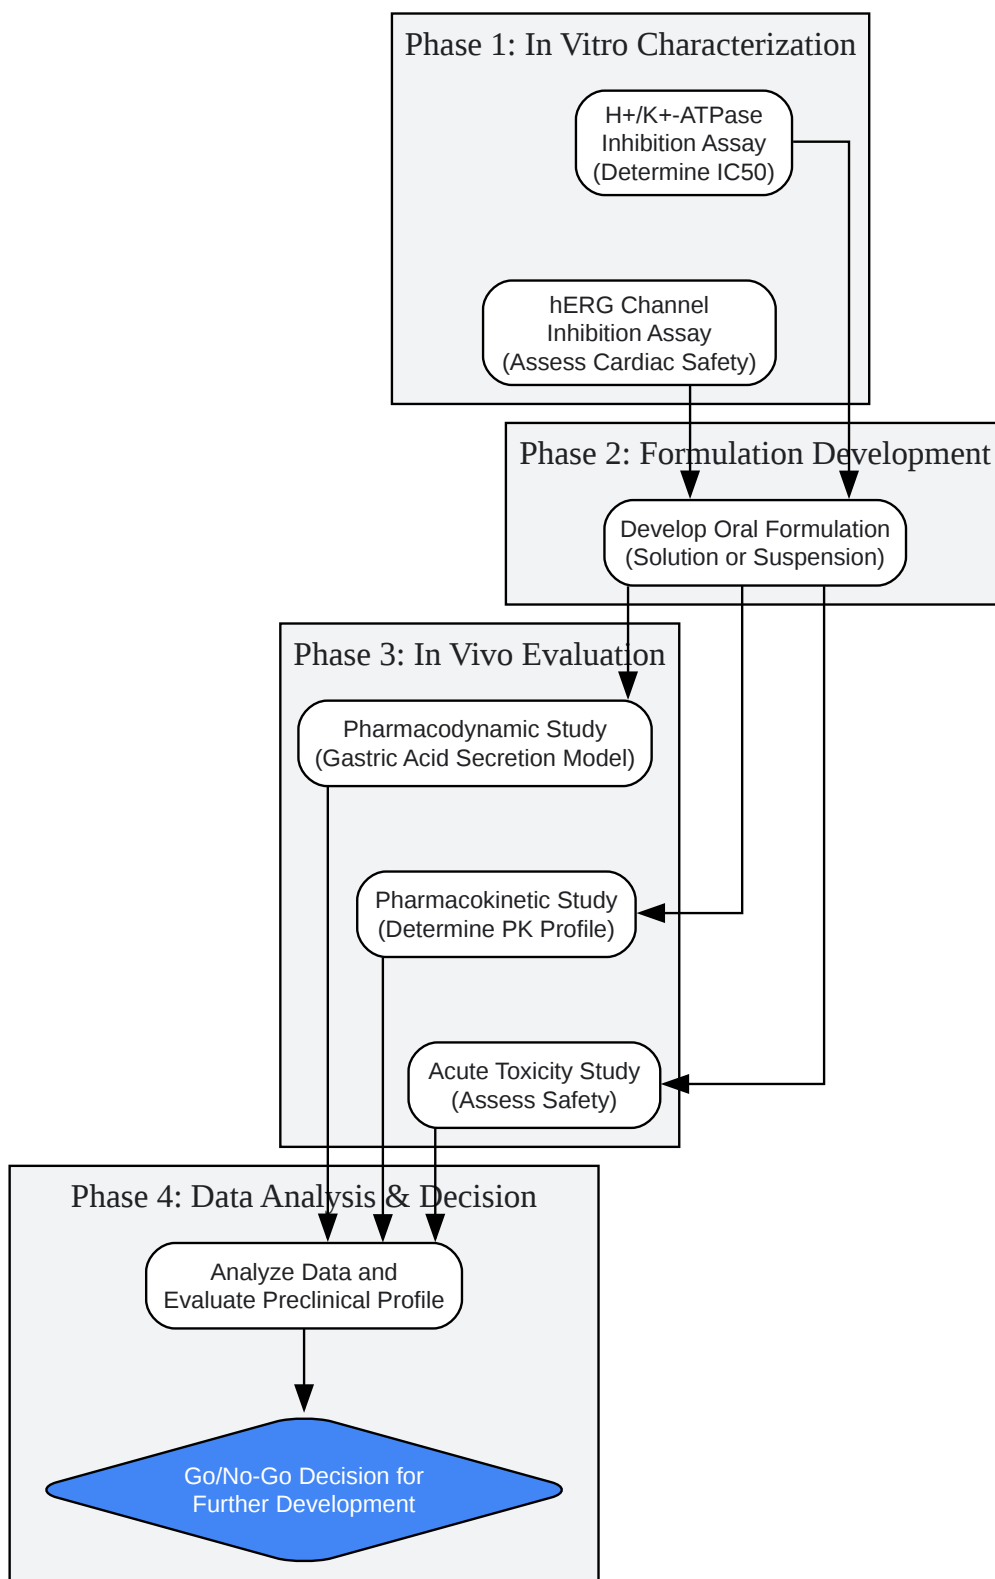 Phase 1: In Vitro Characterization
H+/K+-ATPase
Inhibition Assay
(Determine IC50)
hERG Channel
Inhibition Assay
(Assess Cardiac Safety)
Phase 2: Formulation Development
Develop Oral Formulation
(Solution or Suspension)
Phase 3: In Vivo Evaluation
Pharmacodynamic Study
(Gastric Acid Secretion Model)
Pharmacokinetic Study
(Determine PK Profile)
Acute Toxicity Study
(Assess Safety)
Phase 4: Data Analysis & Decision
Analyze Data and
Evaluate Preclinical Profile
Go/No-Go Decision for
Further Development